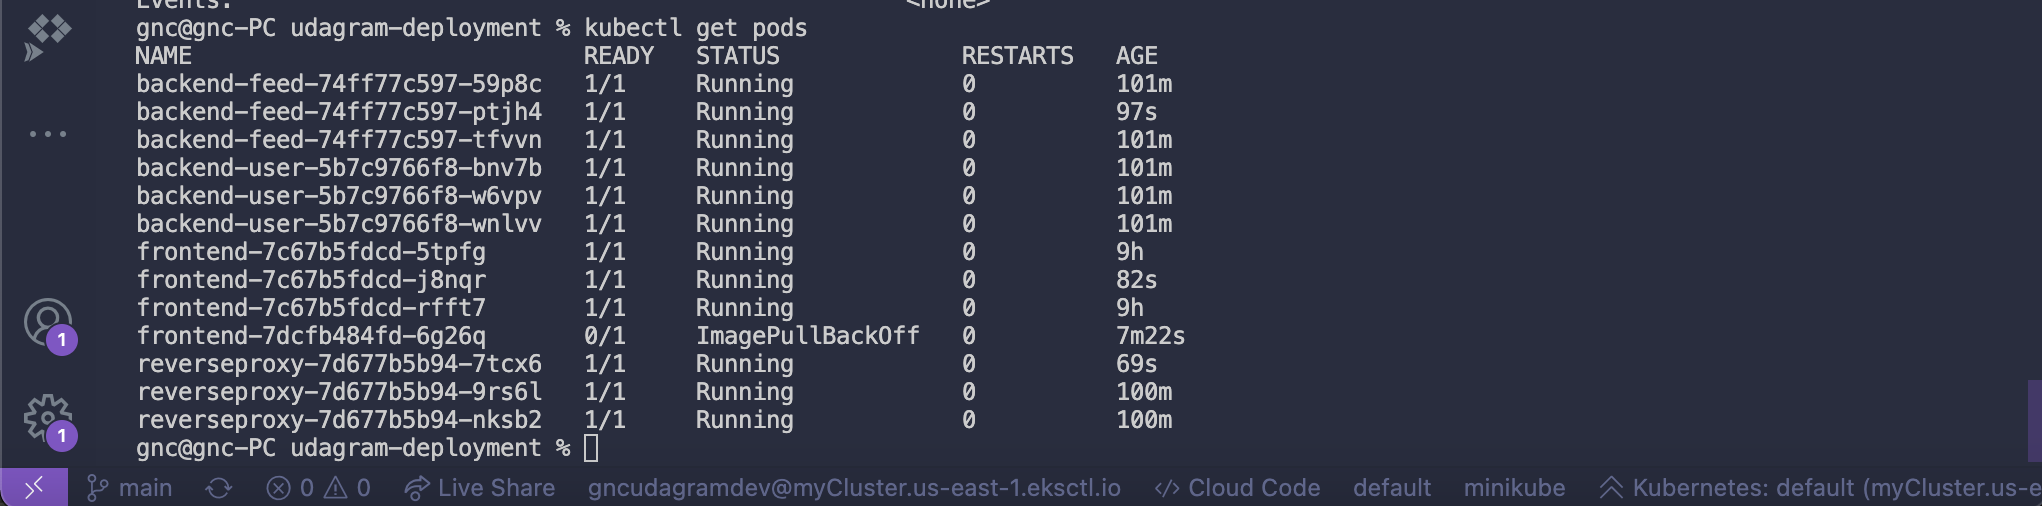 Events: <none>
gnc@gnc-PC udagram-deployment % kubectl get pods
NAME READY STATUS RESTARTS AGE
backend-feed-74ff77c597-59p8c 1/1 Running 0 101m
backend-feed-74ff77c597-ptjh4 1/1 Running 0 97s
backend-feed-74ff77c597-tfvvn 1/1 Running 0 101m
backend-user-5b7c9766f8-bnv7b 1/1 Running 0 101m
backend-user-5b7c9766f8-w6vpv 1/1 Running 0 101m
backend-user-5b7c9766f8-wnlvv 1/1 Running 0 101m
frontend-7c67b5fdcd-5tpfg 1/1 Running 0 9h
frontend-7c67b5fdcd-j8nqr 1/1 Running 0 82s
frontend-7c67b5fdcd-rfft7 1/1 Running 0 9h
frontend-7dcfb484fd-6g26q 0/1 ImagePullBackOff 0 7m22s
reverseproxy-7d677b5b94-7tcx6 1/1 Running 0 69s
reverseproxy-7d677b5b94-9rs6l 1/1 Running 0 100m
reverseproxy-7d677b5b94-nksb2 1/1 Running 0 100m
gnc@gnc-PC udagram-deployment %
1
1
main 0 0 Live Share gncudagramdev@myCluster.us-east-1.eksctl.io </> Cloud Code default minikube Kubernetes: default (myCluster.us-e